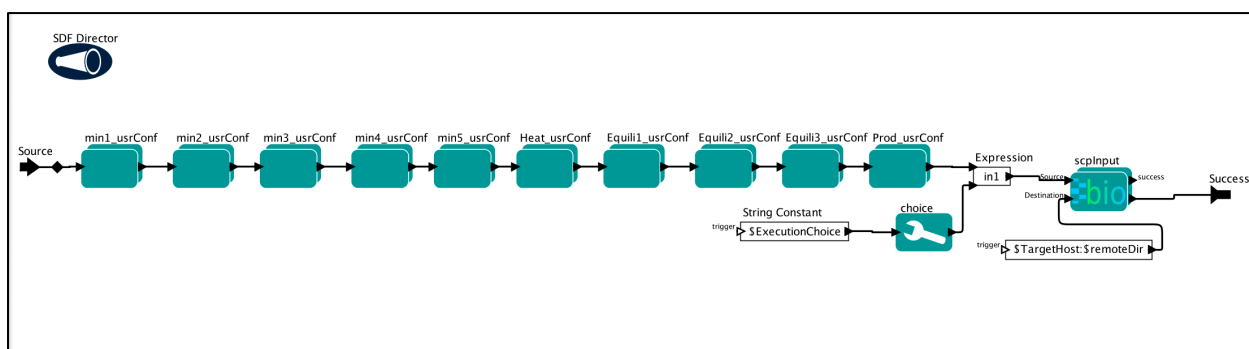 SDF Director
Source
min1_usrConf
min2_usrConf
min3_usrConf
min4_usrConf
min5_usrConf
Heat_usrConf
Equili1_usrConf
Equili2_usrConf
Equili3_usrConf
Prod_usrConf
Expression
in1
scpInput
Source
Destination
bio
success
Success
String Constant
trigger
$ExecutionChoice
choice
trigger
$TargetHost:$remoteDir